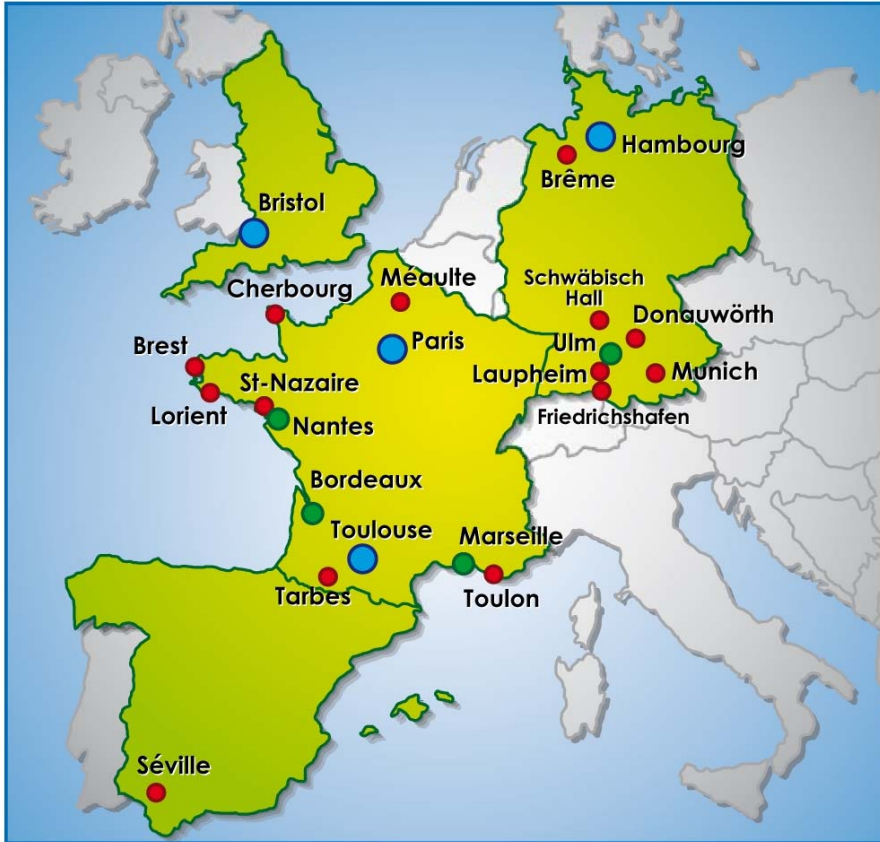 Hambourg
Brême
Bristol
Schwäbisch
Hall
Méaulte
Cherbourg
Donauwörth
Paris
Ulm
Brest
Laupheim
Munich
St-Nazaire
Lorient
Friedrichshafen
Nantes
Bordeaux
Toulouse
Marseille
Tarbes
Toulon
Séville